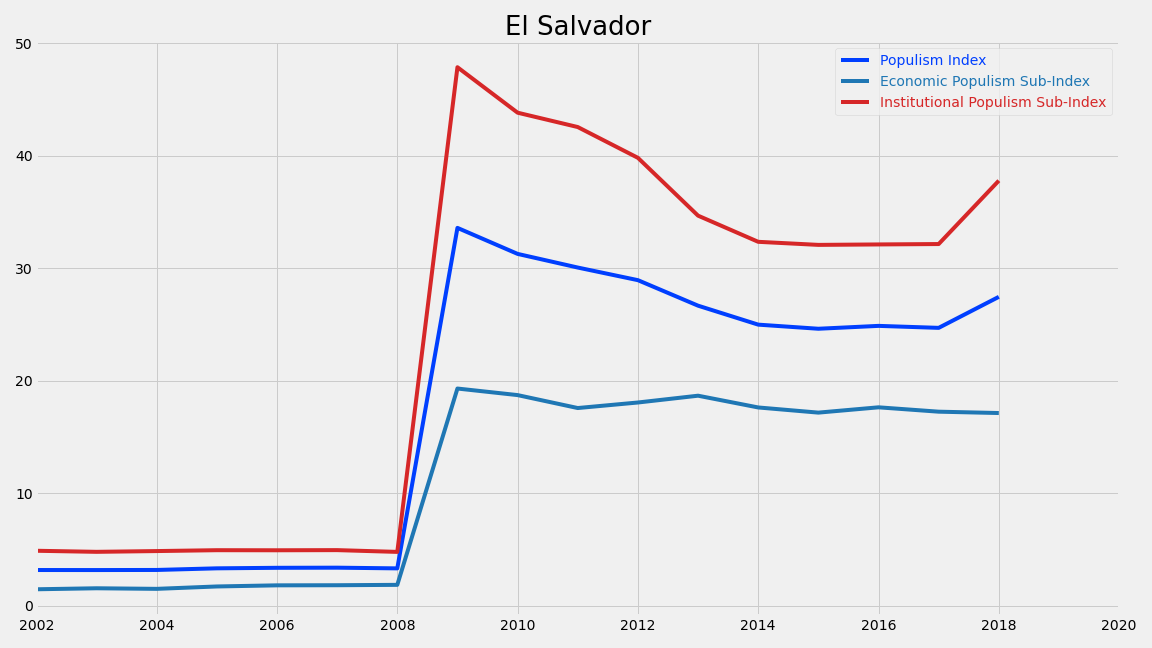 El Salvador
Populism Index
Economic Populism Sub-Index
Institutional Populism Sub-Index
50
40
30
20
10
0
2002 2004 2006 2008 2010 2012 2014 2016 2018 2020